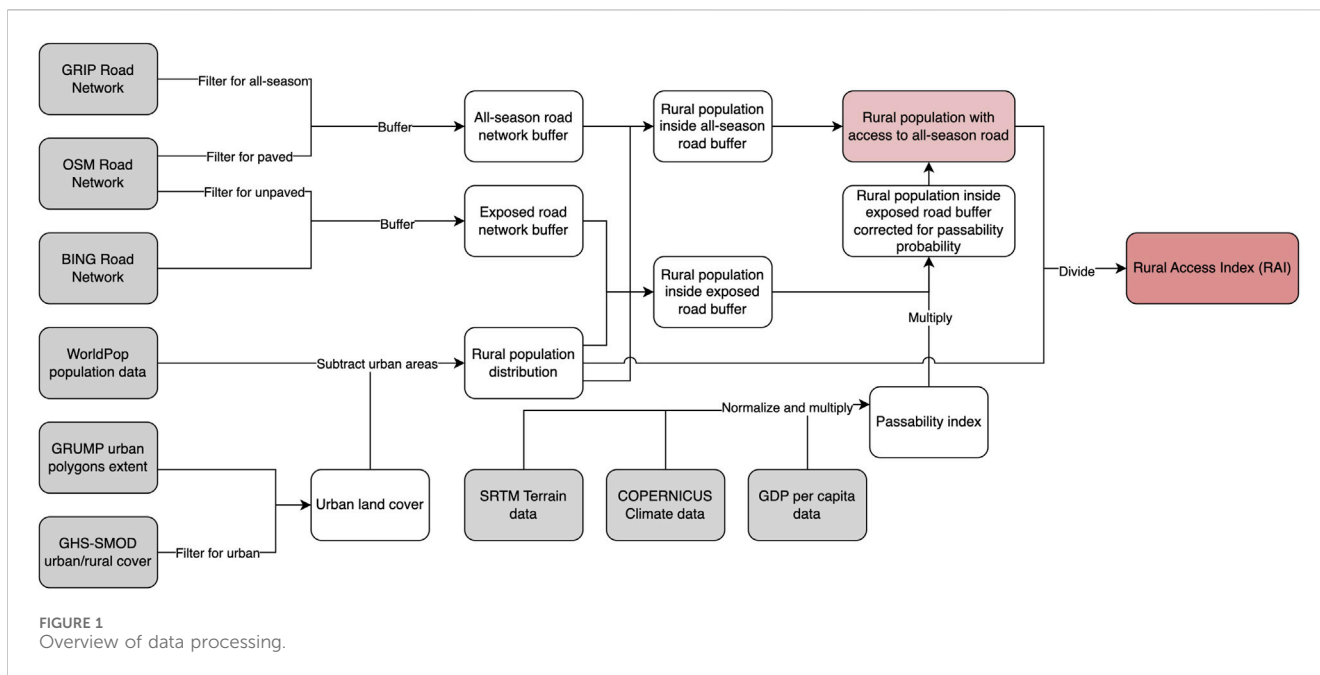 GRIP Road
Network
Filter for all-season
OSM Road
Network
Filter for paved
Filter for unpaved
BING Road
Network
Buffer
Buffer
All-season road
network buffer
Exposed road
network buffer
Rural population
inside all-season
road buffer
Rural population with
access to all-season road
Rural population inside
exposed road buffer
corrected for passability
probability
Rural population
inside exposed
road buffer
Multiply
Divide
Rural Access Index (RAI)
WorldPop
population data
Subtract urban areas
Rural population
distribution
Normalize and multiply
Passability index
GRUMP urban
polygons extent
Urban land cover
SRTM Terrain
data
COPERNICUS
Climate data
GDP per capita
data
GHS-SMOD
urban/rural cover
Filter for urban
FIGURE 1
Overview of data processing.